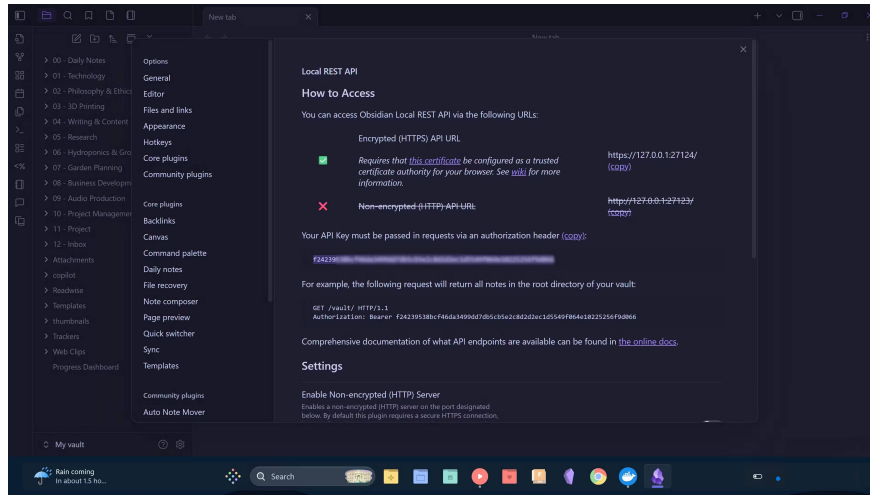 New tab
New tab
00 - Daily Notes
01 - Technology
02 - Philosophy & Ethics
03 - 3D Printing
04 - Writing & Content
05 - Research
06 - Hydroponics & Gro
07 - Garden Planning
08 - Business Developm
09 - Audio Production
10 - Project Managemen
11 - Project
12 - Inbox
Attachments
copilot
Readwise
Templates
thumbnails
Trackers
Web Clips
Progress Dashboard
My vault
Options
General
Editor
Files and links
Appearance
Hotkeys
Core plugins
Community plugins
Core plugins
Backlinks
Canvas
Command palette
Daily notes
File recovery
Note composer
Page preview
Quick switcher
Sync
Templates
Community plugins
Auto Note Mover
Local REST API
How to Access
You can access Obsidian Local REST API via the following URLs:
Encrypted (HTTPS) API URL
Requires that this certificate be configured as a trusted
certificate authority for your browser. See wiki for more
information.
https://127.0.0.1:27124/
(copy)
Non-encrypted (HTTP) API URL
http://127.0.0.1:27123/
(copy)
Your API Key must be passed in requests via an authorization header (copy):
f24239
For example, the following request will return all notes in the root directory of your vault:
GET /vault/ HTTP/1.1
Authorization: Bearer f24239538bcf46da3499dd7db5cb5e2c8d2d2ec1d5549f064e10225256f9d066
Comprehensive documentation of what API endpoints are available can be found in the online docs.
Settings
Enable Non-encrypted (HTTP) Server
Enables a non-encrypted (HTTP) server on the port designated
below. By default this plugin requires a secure HTTPS connection,
Rain coming
In about 1.5 ho...
Search